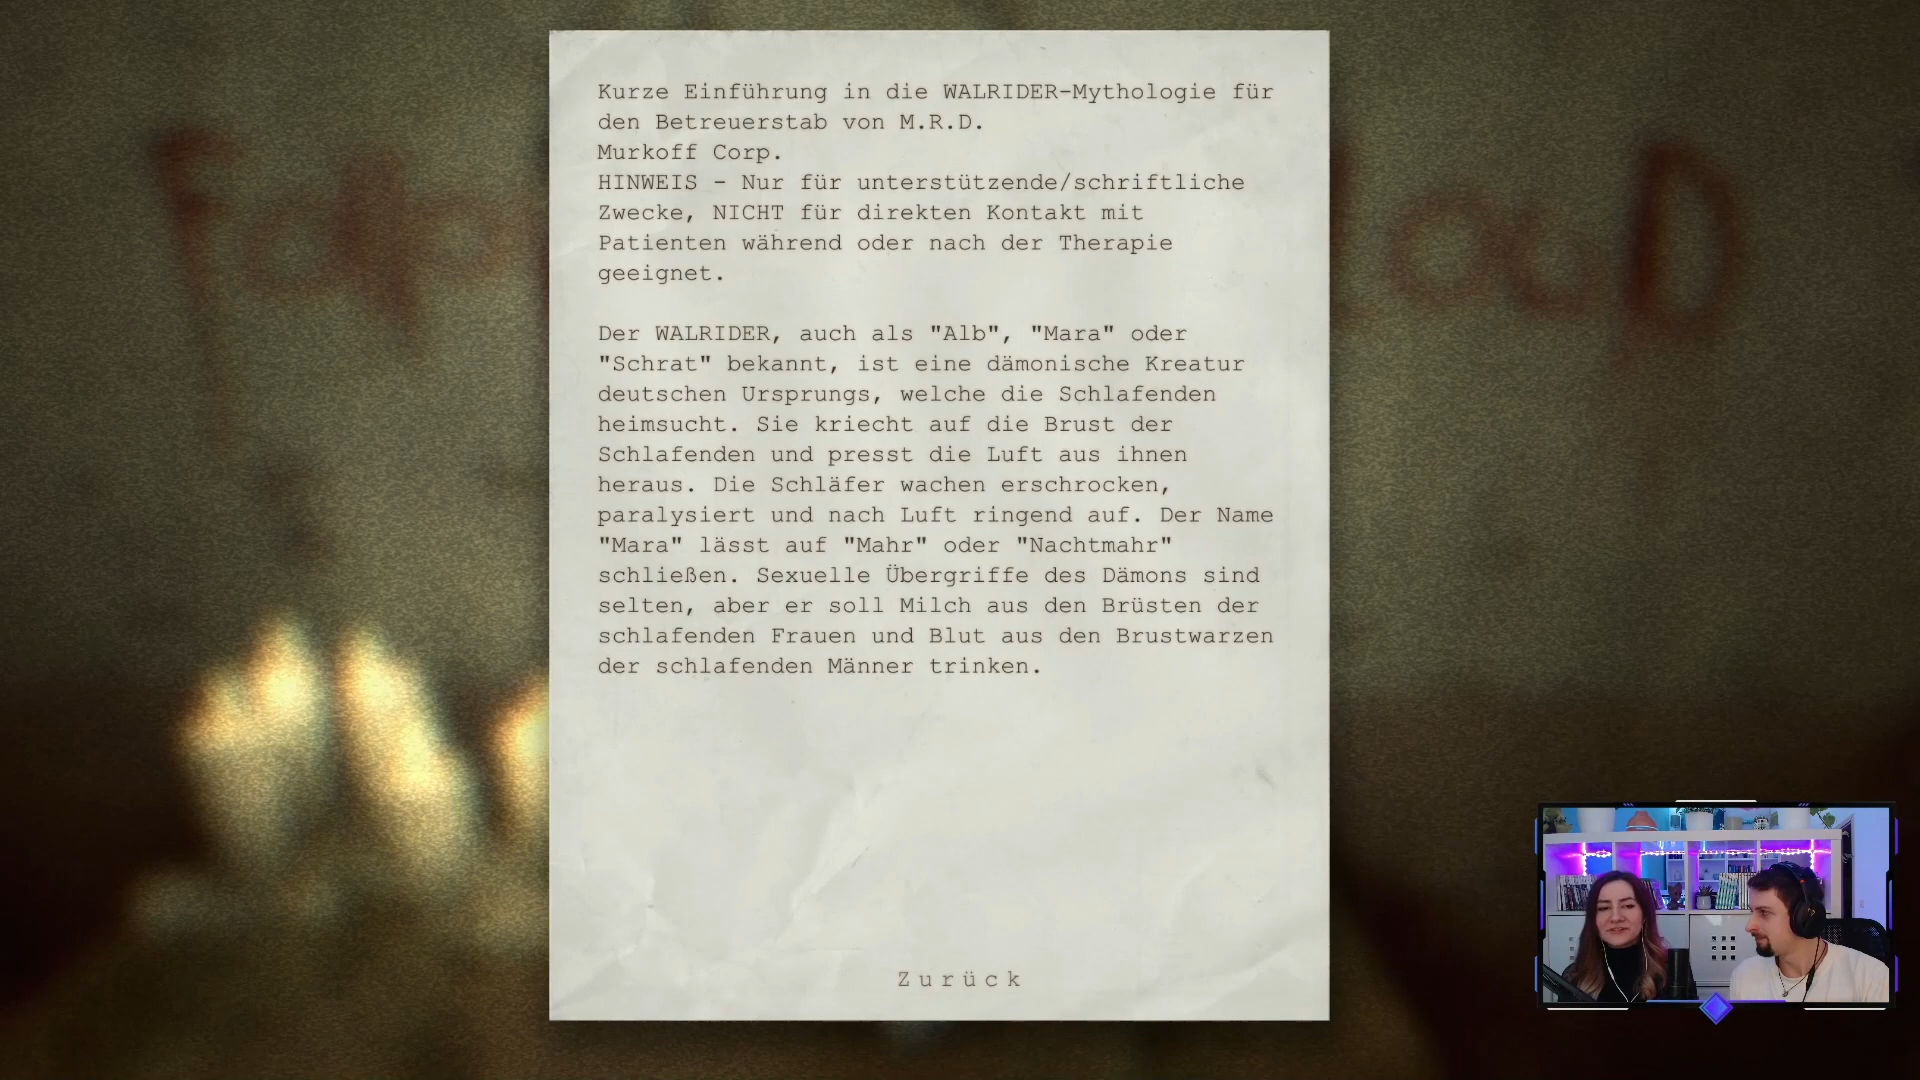 Kurze Einführung in die WALRIDER-Mythologie für
den Betreuerstab von M.R.D.
Murkoff Corp.
HINWEIS - Nur für unterstützende/schriftliche
Zwecke, NICHT für direkten Kontakt mit
Patienten während oder nach der Therapie
geeignet.
Der WALRIDER, auch als "Alb", "Mara" oder
"Schrat" bekannt, ist eine dämonische Kreatur
deutschen Ursprungs, welche die Schlafenden
heimsucht. Sie kriecht auf die Brust der
Schlafenden und presst die Luft aus ihnen
heraus. Die Schläfer wachen erschrocken,
paralysiert und nach Luft ringend auf. Der Name
"Mara" lässt auf "Mahr" oder "Nachtmahr"
schließen. Sexuelle Übergriffe des Dämons sind
selten, aber er soll Milch aus den Brüsten der
schlafenden Frauen und Blut aus den Brustwarzen
der schlafenden Männer trinken.
Zurück